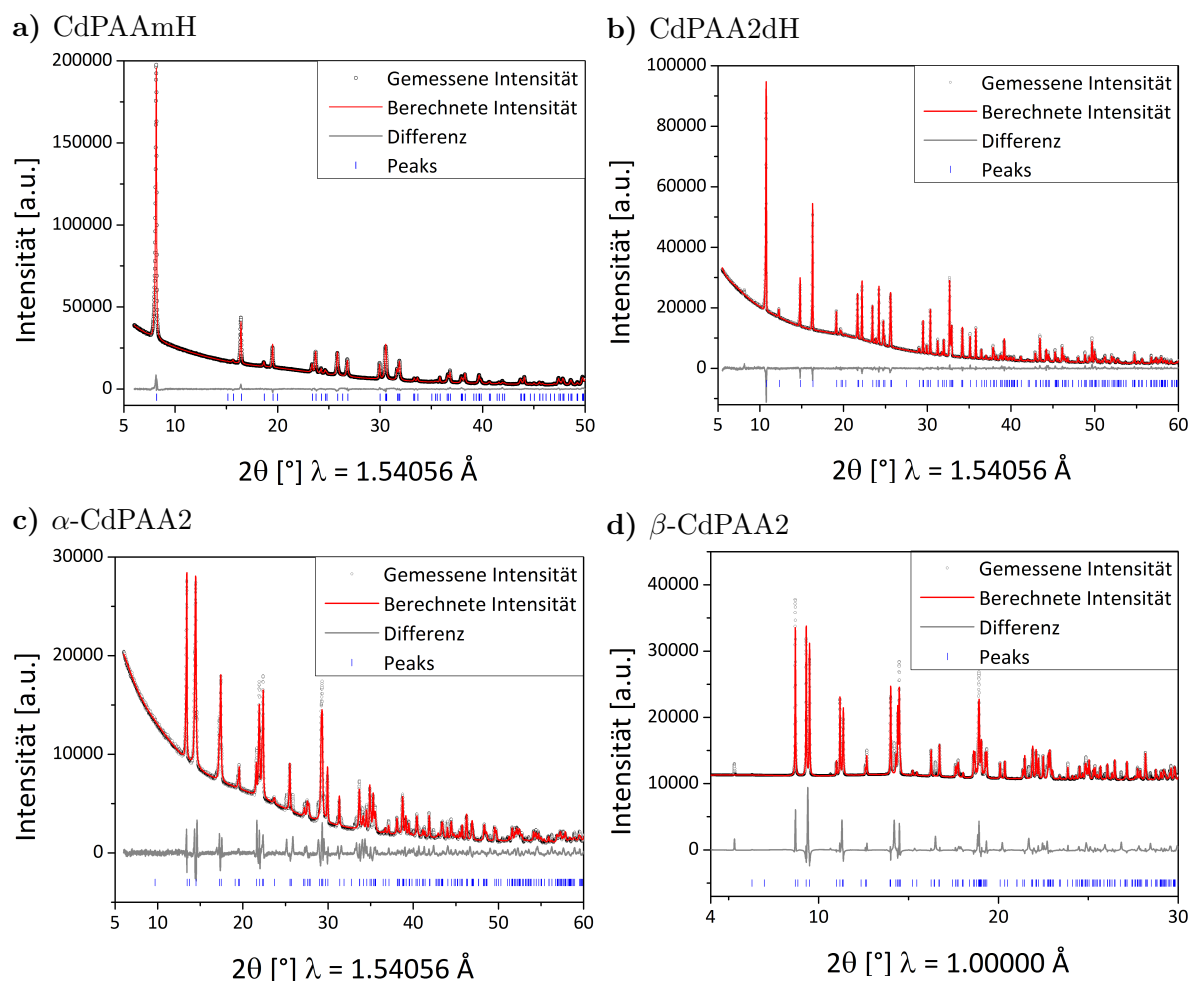 a) CdPAAmH
200000
150000
100000
50000
0
Intensität [a.u.]
Gemessene Intensität
Berechnete Intensität
Differenz
Peaks
5 10 20 30 40 50
2θ [°] λ = 1.54056 Å
b) CdPAA2dH
100000
80000
60000
40000
20000
0
Intensität [a.u.]
Gemessene Intensität
Berechnete Intensität
Differenz
Peaks
5 10 20 30 40 50 60
2θ [°] λ = 1.54056 Å
c) α-CdPAA2
30000
20000
10000
0
Intensität [a.u.]
Gemessene Intensität
Berechnete Intensität
Differenz
Peaks
5 10 20 30 40 50 60
2θ [°] λ = 1.54056 Å
d) β-CdPAA2
40000
30000
20000
10000
0
Intensität [a.u.]
Gemessene Intensität
Berechnete Intensität
Differenz
Peaks
4 10 20 30
2θ [°] λ = 1.00000 Å